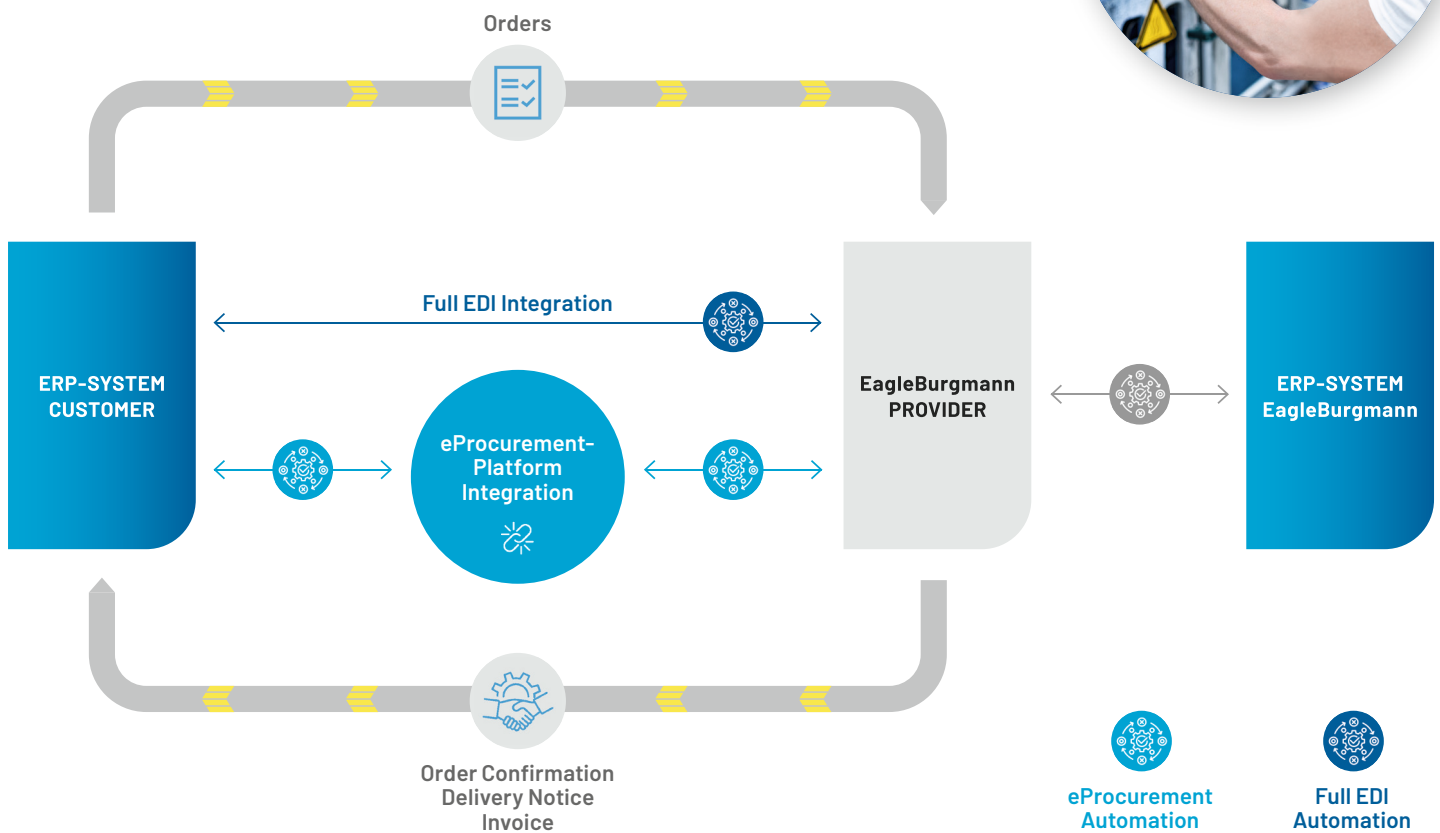 Orders
Full EDI Integration
ERP-SYSTEM
CUSTOMER
EagleBurgmann
PROVIDER
ERP-SYSTEM
EagleBurgmann
eProcurement-
Platform
Integration
Order Confirmation
Delivery Notice
Invoice
eProcurement
Automation
Full EDI
Automation